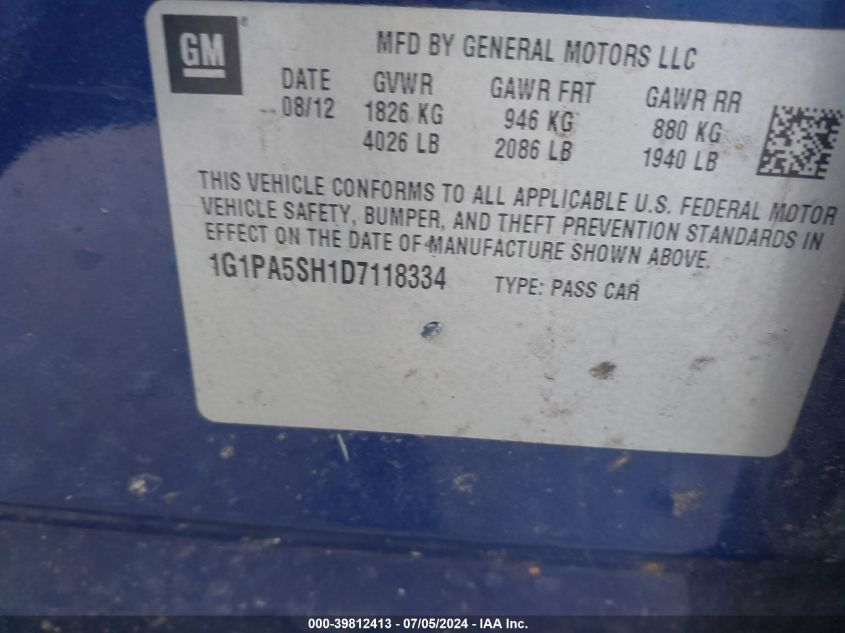 GM®
MFD BY GENERAL MOTORS LLC
DATE GVWR GAWR FRT GAWR RR
08/12 1826 KG 946 KG 880 KG
4026 LB 2086 LB 1940 LB
THIS VEHICLE CONFORMS TO ALL APPLICABLE U.S. FEDERAL MOTOR
VEHICLE SAFETY, BUMPER, AND THEFT PREVENTION STANDARDS IN
EFFECT ON THE DATE OF MANUFACTURE SHOWN ABOVE.
1G1PA5SH1D7118334 TYPE: PASS CAR
000-39812413 - 07/05/2024 - IAA Inc.